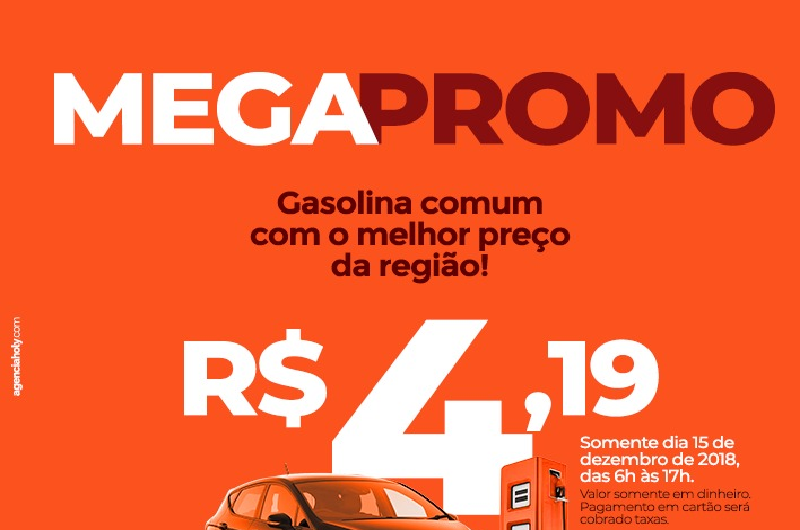 MEGAPROMO
Gasolina comum
com o melhor preço
da região!
R$4,19
Somente dia 15 de
dezembro de 2018,
das 6h às 17h.
Valor somente em dinheiro.
Pagamento em cartão será
cobrado taxas.
agenciaholy.com